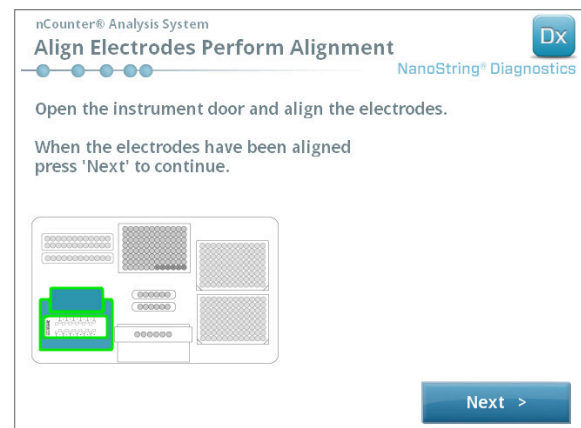 nCounter® Analysis System
Align Electrodes Perform Alignment
Dx
NanoString® Diagnostics
Open the instrument door and align the electrodes.
When the electrodes have been aligned
press 'Next' to continue.
Next >